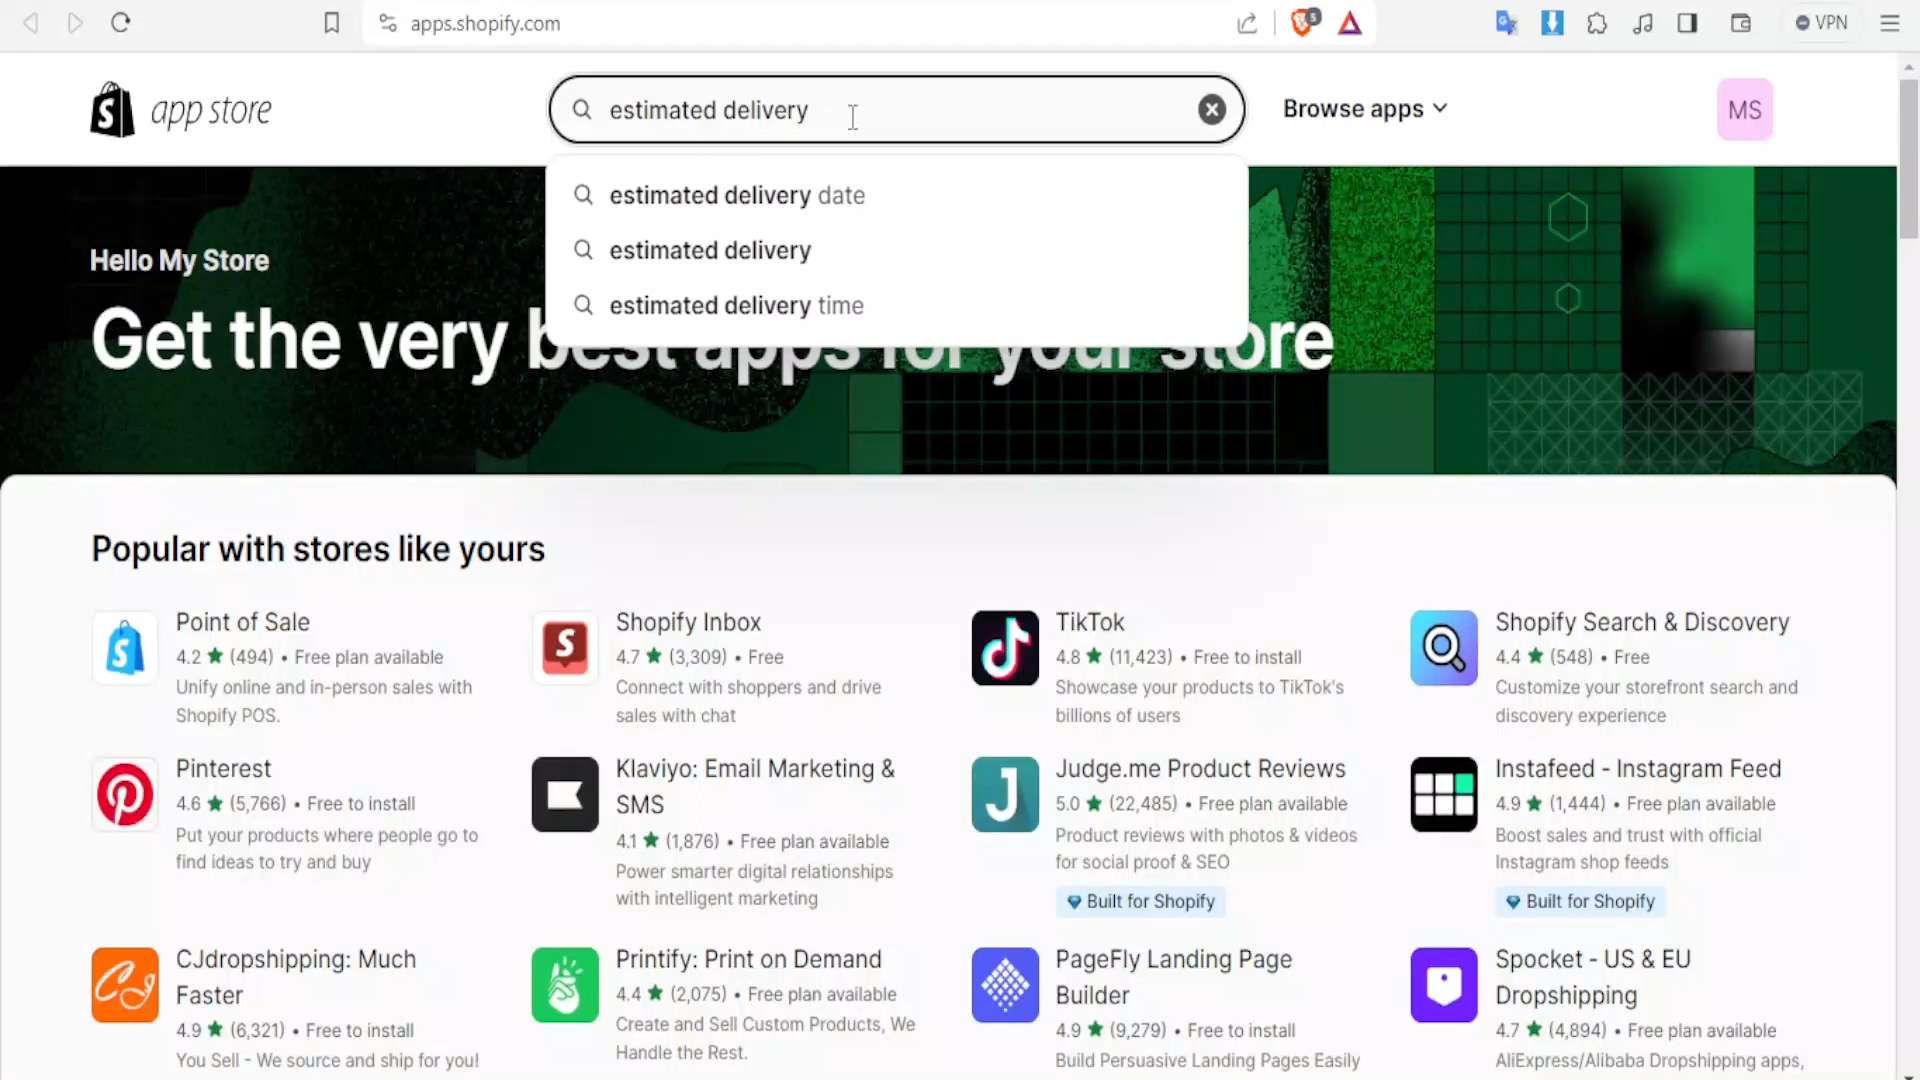 apps.shopify.com
5
VPN
app store
estimated delivery
Browse apps
MS
estimated delivery date
estimated delivery
estimated delivery time
Hello My Store
Get the very best apps for your store
Popular with stores like yours
Point of Sale
4.2 ★ (494) • Free plan available
Unify online and in-person sales with
Shopify POS.
Shopify Inbox
4.7 ★ (3,309) • Free
Connect with shoppers and drive
sales with chat
TikTok
4.8 ★ (11,423) • Free to install
Showcase your products to TikTok's
billions of users
Shopify Search & Discovery
4.4 ★ (548) • Free
Customize your storefront search and
discovery experience
Pinterest
4.6 ★ (5,766) • Free to install
Put your products where people go to
find ideas to try and buy
Klaviyo: Email Marketing &
SMS
4.1 ★ (1,876) • Free plan available
Power smarter digital relationships
with intelligent marketing
Judge.me Product Reviews
5.0 ★ (22,485) • Free plan available
Product reviews with photos & videos
for social proof & SEO
Built for Shopify
Instafeed - Instagram Feed
4.9 ★ (1,444) • Free plan available
Boost sales and trust with official
Instagram shop feeds
Built for Shopify
CJdropshipping: Much
Faster
4.9 ★ (6,321) • Free to install
You Sell - We source and ship for you!
Printify: Print on Demand
4.4 ★ (2,075) • Free plan available
Create and Sell Custom Products, We
Handle the Rest.
PageFly Landing Page
Builder
4.9 ★ (9,279) • Free to install
Build Persuasive Landing Pages Easily
Spocket - US & EU
Dropshipping
4.7 ★ (4,894) • Free plan available
AliExpress/Alibaba Dropshipping apps,